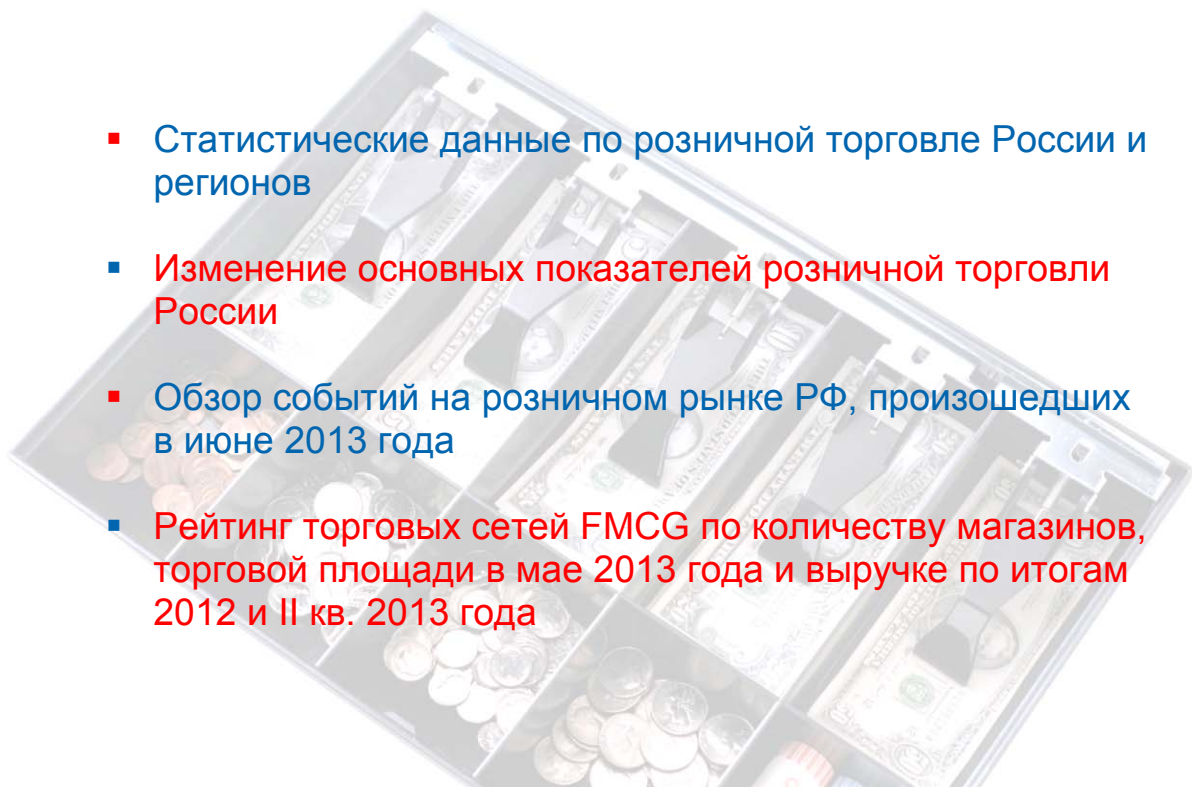 ▪ Статистические данные по розничной торговле России и
регионов
▪ Изменение основных показателей розничной торговли
России
▪ Обзор событий на розничном рынке РФ, произошедших
в июне 2013 года
▪ Рейтинг торговых сетей FMCG по количеству магазинов,
торговой площади в мае 2013 года и выручке по итогам
2012 и II кв. 2013 года